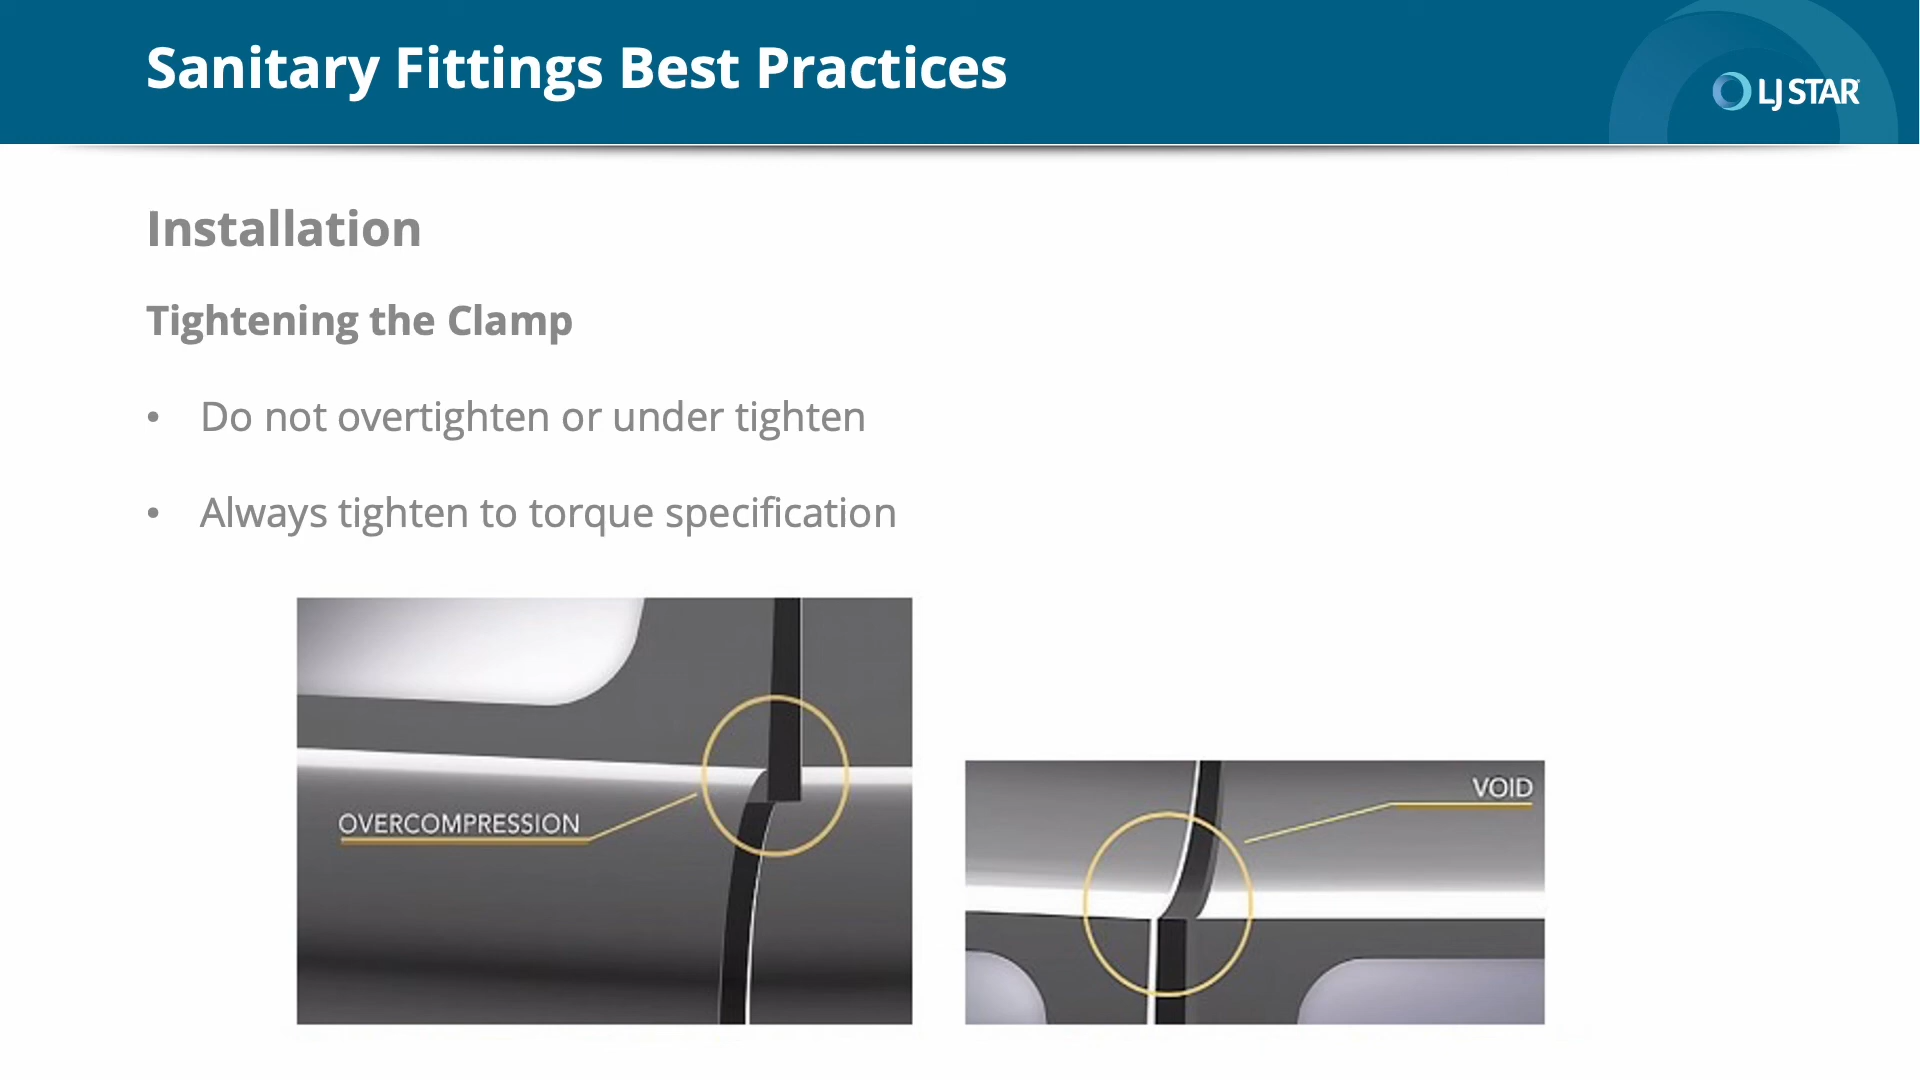 Sanitary Fittings Best Practices
LJ STAR
Installation
Tightening the Clamp
• Do not overtighten or under tighten
• Always tighten to torque specification
OVERCOMPRESSION
VOID